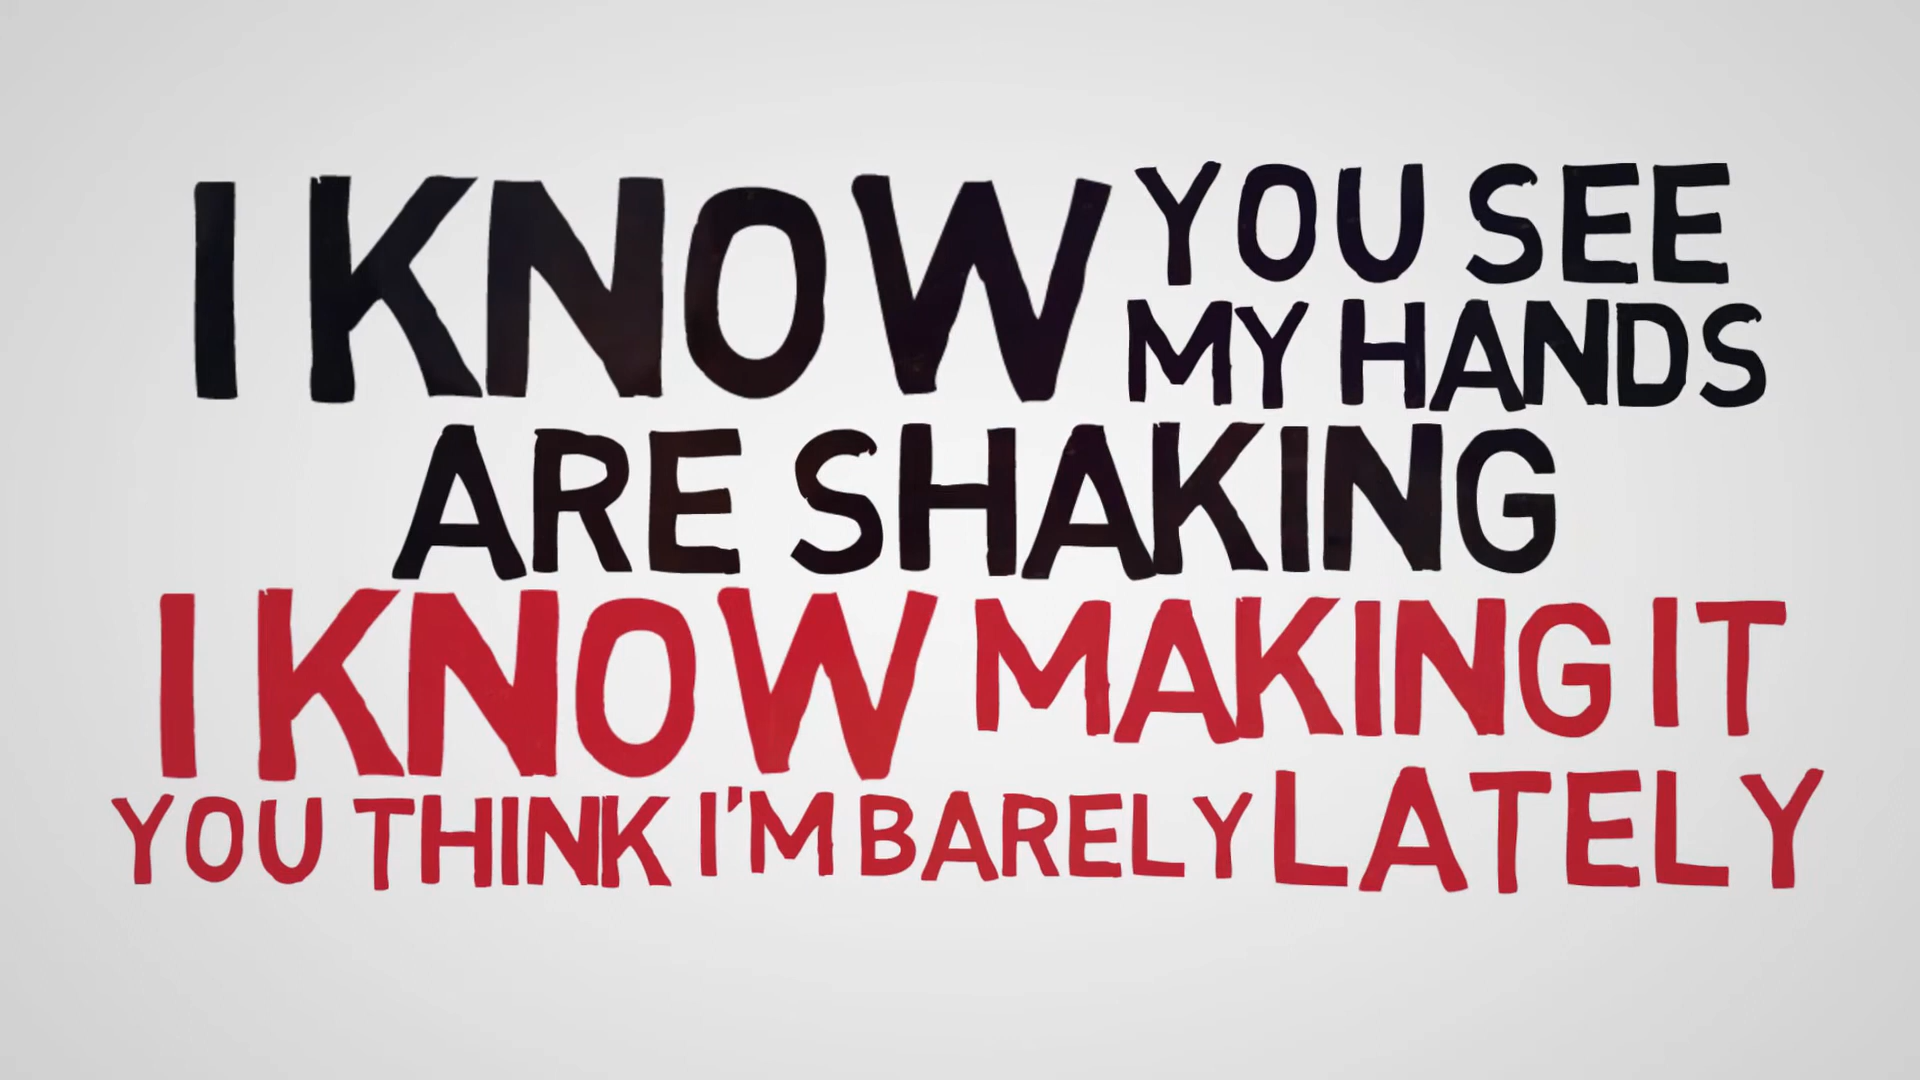 I KNOW YOU SEE
MY HANDS
ARE SHAKING
I KNOW MAKING IT
YOU THINK I'M BARELY LATELY